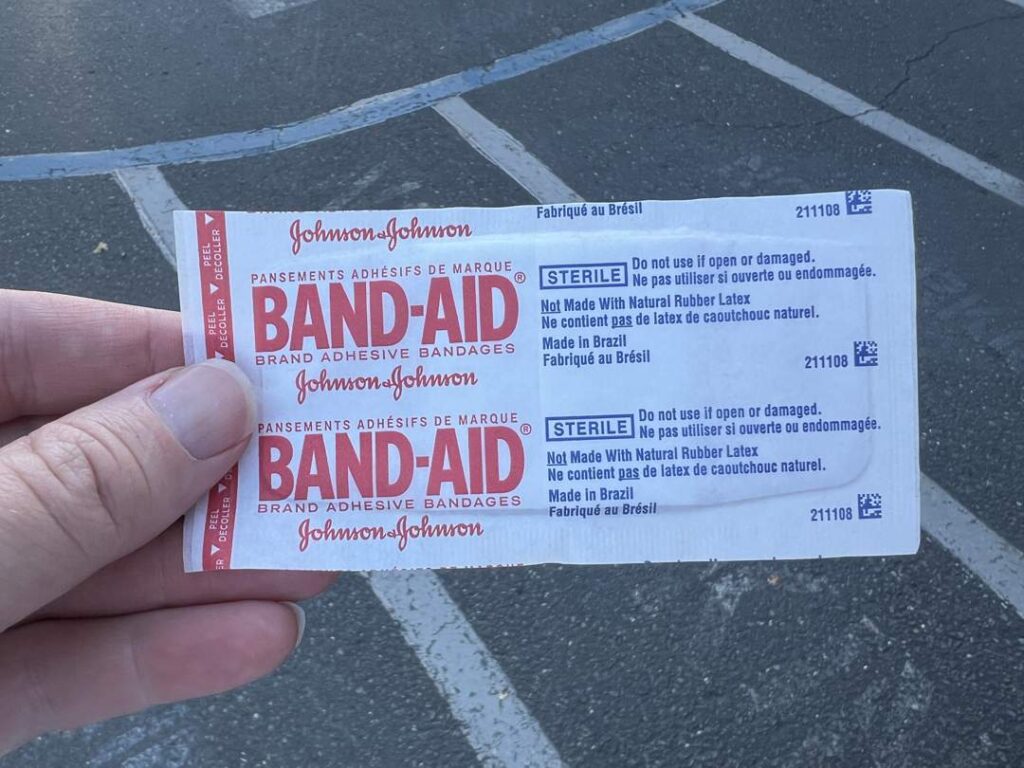 Johnson & Johnson
Fabriqué au Brésil
211108
PEEL
DECOLLER
PANSEMENTS ADHÉSIFS DE MARQUE
BAND-AID®
BRAND ADHESIVE BANDAGES
Johnson & Johnson
STERILE
Do not use if open or damaged.
Ne pas utiliser si ouverte ou endommagée.
Not Made With Natural Rubber Latex
Ne contient pas de latex de caoutchouc naturel.
Made in Brazil
Fabriqué au Brésil
211108
PEEL
DECOLLER
PANSEMENTS ADHÉSIFS DE MARQUE
BAND-AID®
BRAND ADHESIVE BANDAGES
Johnson & Johnson
STERILE
Do not use if open or damaged.
Ne pas utiliser si ouverte ou endommagée.
Not Made With Natural Rubber Latex
Ne contient pas de latex de caoutchouc naturel.
Made in Brazil
Fabriqué au Brésil
211108
PEEL
DECOLLER